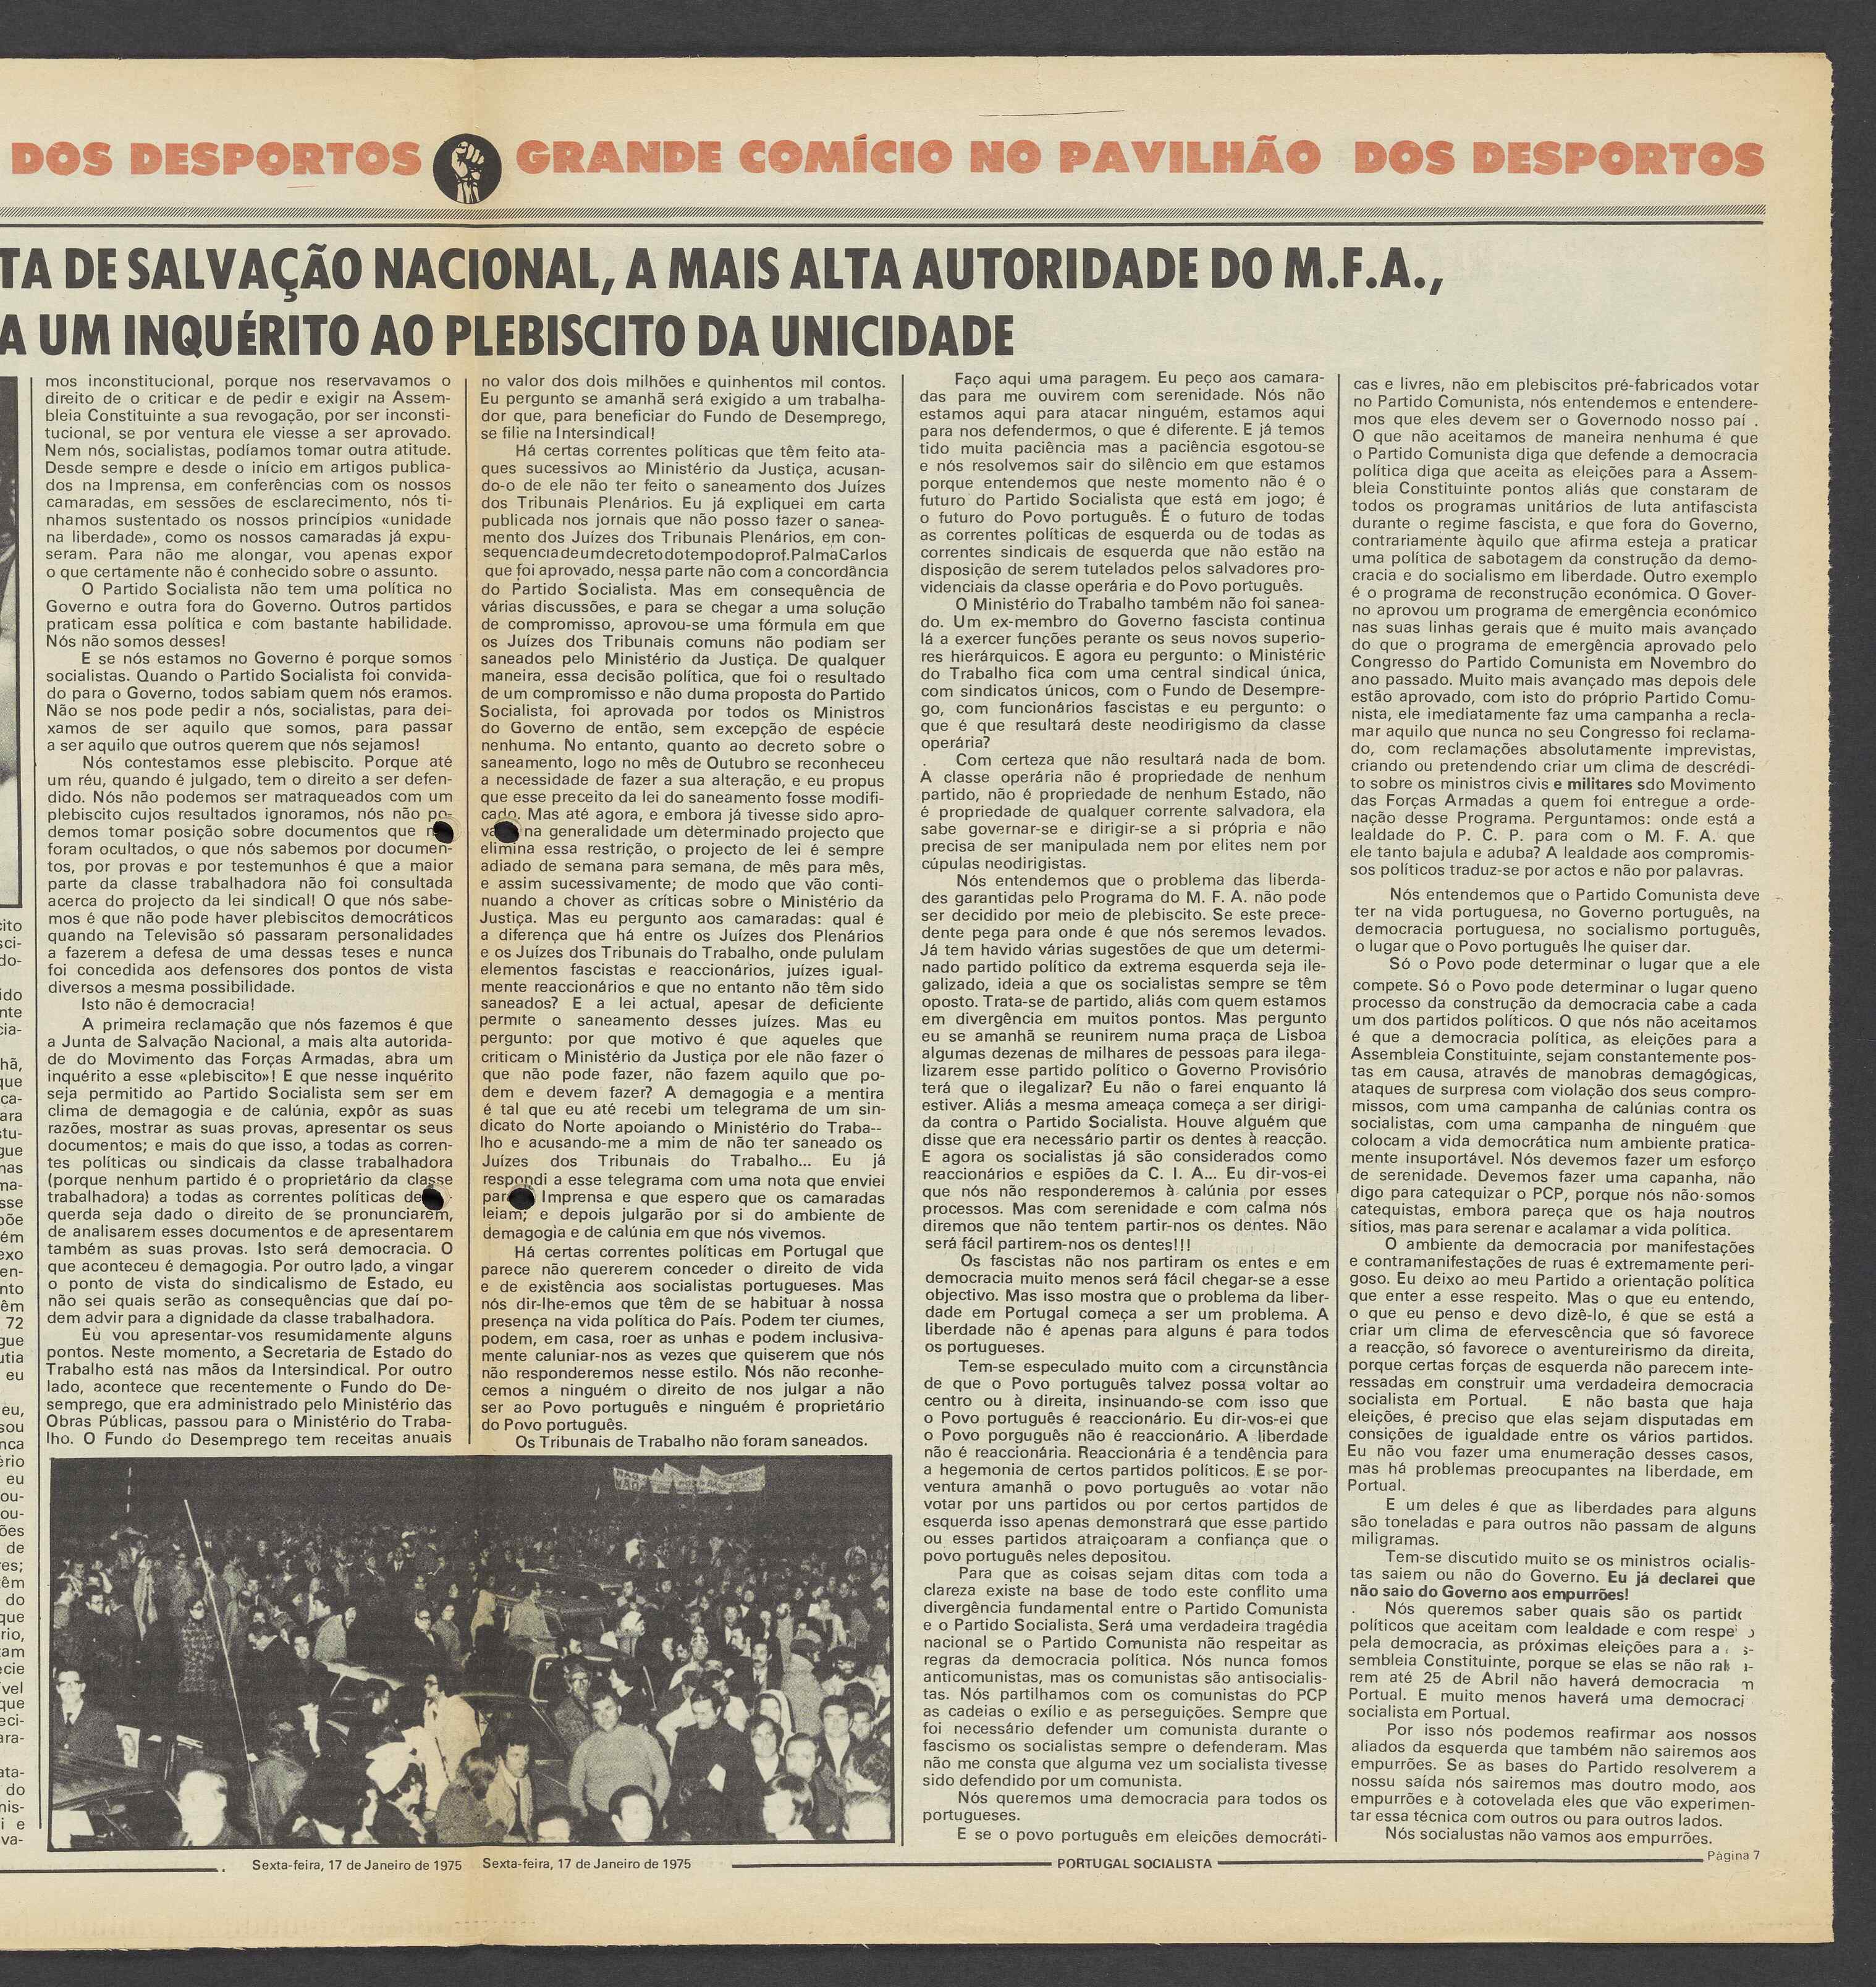 DOS DESPORTOS GRANDE COMÍCIO NO PAVILHÃO DOS DESPORTOS
TA DE SALVAÇÃO NACIONAL, A MAIS ALTA AUTORIDADE DO M.F.A.,
A UM INQUÉRITO AO PLEBISCITO DA UNICIDADE
mos inconstitucional, porque nos reservavamos o
direito de o criticar e de pedir e exigir na Assem-
bleia Constituinte a sua revogação, por ser inconsti-
tucional, se por ventura ele viesse a ser aprovado.
Nem nós, socialistas, podíamos tomar outra atitude.
Desde sempre e desde o início em artigos publica-
dos na Imprensa, em conferências com os nossos
camaradas, em sessões de esclarecimento, nós ti-
nhamos sustentado os nossos princípios «unidade
na liberdade», como os nossos camaradas já expu-
seram. Para não me alongar, vou apenas expor
o que certamente não é conhecido sobre o assunto.
O Partido Socialista não tem uma política no
Governo e outra fora do Governo. Outros partidos
praticam essa política e com bastante habilidade.
Nós não somos desses!
E se nós estamos no Governo é porque somos
socialistas. Quando o Partido Socialista foi convida-
do para o Governo, todos sabiam quem nós eramos.
Não se nos pode pedir a nós, socialistas, para dei-
xamos de ser aquilo que somos, para passar
a ser aquilo que outros querem que nós sejamos!
Nós contestamos esse plebiscito. Porque até
um réu, quando é julgado, tem o direito a ser defen-
dido. Nós não podemos ser matraqueados com um
plebiscito cujos resultados ignoramos, nós não po-
demos tomar posição sobre documentos que
foram ocultados, o que nós sabemos por documen-
tos, por provas e por testemunhos é que a maior
parte da classe trabalhadora não foi consultada
acerca do projecto da lei sindical! O que nós sabe-
mos é que não pode haver plebiscitos democráticos
quando na Televisão só passaram personalidades
a fazerem a defesa de uma dessas teses e nunca
foi concedida aos defensores dos pontos de vista
diversos a mesma possibilidade.
Isto não é democracia!
A primeira reclamação que nós fazemos é que
a Junta de Salvação Nacional, a mais alta autorida-
de do Movimento das Forças Armadas, abra um
inquérito a esse «plebiscito»! E que nesse inquérito
seja permitido ao Partido Socialista sem ser em
clima de demagogia e de calúnia, expôr as suas
razões, mostrar as suas provas, apresentar os seus
documentos; e mais do que isso, a todas as corren-
tes políticas ou sindicais da classe trabalhadora
(porque nenhum partido é o proprietário da classe
trabalhadora) a todas as correntes políticas de
querda seja dado o direito de se pronunciarem,
de analisarem esses documentos e de apresentarem
também as suas provas. Isto será democracia. O
que aconteceu é demagogia. Por outro lado, a vingar
o ponto de vista do sindicalismo de Estado, eu
não sei quais serão as consequências que daí po-
dem advir para a dignidade da classe trabalhadora.
Eu vou apresentar-vos resumidamente alguns
pontos. Neste momento, a Secretaria de Estado do
Trabalho está nas mãos da Intersindical. Por outro
lado, acontece que recentemente o Fundo do De-
semprego, que era administrado pelo Ministério das
Obras Públicas, passou para o Ministério do Traba-
lho. O Fundo do Desemprego tem receitas anuais
no valor dos dois milhões e quinhentos mil contos.
Eu pergunto se amanhã será exigido a um trabalha-
dor que, para beneficiar do Fundo de Desemprego,
se filie na Intersindical!
Há certas correntes políticas que têm feito ata-
ques sucessivos ao Ministério da Justiça, acusan-
do-o de ele não ter feito o saneamento dos Juízes
dos Tribunais Plenários. Eu já expliquei em carta
publicada nos jornais que não posso fazer o sanea-
mento dos Juízes dos Tribunais Plenários, em con-
sequencia de um decreto do tempo do prof. Palma Carlos
que foi aprovado, nessa parte não com a concordância
do Partido Socialista. Mas em consequência de
várias discussões, e para se chegar a uma solução
de compromisso, aprovou-se uma fórmula em que
os Juízes dos Tribunais comuns não podiam ser
saneados pelo Ministério da Justiça. De qualquer
maneira, essa decisão política, que foi o resultado
de um compromisso e não duma proposta do Partido
Socialista, foi aprovada por todos os Ministros
do Governo de então, sem excepção de espécie
nenhuma. No entanto, quanto ao decreto sobre o
saneamento, logo no mês de Outubro se reconheceu
a necessidade de fazer a sua alteração, e eu propus
que esse preceito da lei do saneamento fosse modifi-
cado. Mas até agora, e embora já tivesse sido apro-
na generalidade um determinado projecto que
elimina essa restrição, o projecto de lei é sempre
adiado de semana para semana, de mês para mês,
e assim sucessivamente; de modo que vão conti-
nuando a chover as críticas sobre o Ministério da
Justiça. Mas eu pergunto aos camaradas: qual é
a diferença que há entre os Juízes dos Plenários
e os Juízes dos Tribunais do Trabalho, onde pululam
elementos fascistas e reaccionários, juízes igual-
mente reaccionários e que no entanto não têm sido
saneados? E a lei actual, apesar de deficiente
permite o saneamento desses juízes. Mas eu
pergunto: por que motivo é que aqueles que
criticam o Ministério da Justiça por ele não fazer o
que não pode fazer, não fazem aquilo que po-
dem e devem fazer? A demagogia e a mentira
é tal que eu até recebi um telegrama de um sin-
dicato do Norte apoiando o Ministério do Traba--
lho e acusando-me a mim de não ter saneado os
Juízes dos Tribunais do Trabalho... Eu já
respondi a esse telegrama com uma nota que enviei
para Imprensa e que espero que os camaradas
leiam; e depois julgarão por si do ambiente de
demagogia e de calúnia em que nós vivemos.
Há certas correntes políticas em Portugal que
parece não quererem conceder o direito de vida
e de existência aos socialistas portugueses. Mas
nós dir-lhe-emos que têm de se habituar à nossa
presença na vida política do País. Podem ter ciumes,
podem, em casa, roer as unhas e podem inclusiva-
mente caluniar-nos as vezes que quiserem que nós
não responderemos nesse estilo. Nós não reconhe-
cemos a ninguém o direito de nos julgar a não
ser ao Povo português e ninguém é proprietário
do Povo português.
Os Tribunais de Trabalho não foram saneados.
Faço aqui uma paragem. Eu peço aos camara-
das para me ouvirem com serenidade. Nós não
estamos aqui para atacar ninguém, estamos aqui
para nos defendermos, o que é diferente. E já temos
tido muita paciência mas a paciência esgotou-se
e nós resolvemos sair do silêncio em que estamos
porque entendemos que neste momento não é o
futuro do Partido Socialista que está em jogo; é
o futuro do Povo português. É o futuro de todas
as correntes políticas de esquerda ou de todas as
correntes sindicais de esquerda que não estão na
disposição de serem tutelados pelos salvadores pro-
videnciais da classe operária e do Povo português.
O Ministério do Trabalho também não foi sanea-
do. Um ex-membro do Governo fascista continua
lá a exercer funções perante os seus novos superio-
res hierárquicos. E agora eu pergunto: o Ministério
do Trabalho fica com uma central sindical única,
com sindicatos únicos, com o Fundo de Desempre-
go, com funcionários fascistas e eu pergunto: o
que é que resultará deste neodirigismo da classe
operária?
Com certeza que não resultará nada de bom.
A classe operária não é propriedade de nenhum
partido, não é propriedade de nenhum Estado, não
é propriedade de qualquer corrente salvadora, ela
sabe governar-se e dirigir-se a si própria e não
precisa de ser manipulada nem por elites nem por
cúpulas neodirigistas.
Nós entendemos que o problema das liberda-
des garantidas pelo Programa do M. F. A. não pode
ser decidido por meio de plebiscito. Se este prece-
dente pega para onde é que nós seremos levados.
Já tem havido várias sugestões de que um determi-
nado partido político da extrema esquerda seja ile-
galizado, ideia a que os socialistas sempre se têm
oposto. Trata-se de partido, aliás com quem estamos
em divergência em muitos pontos. Mas pergunto
eu se amanhã se reunirem numa praça de Lisboa
algumas dezenas de milhares de pessoas para ilega-
lizarem esse partido político o Governo Provisório
terá que o ilegalizar? Eu não o farei enquanto lá
estiver. Aliás a mesma ameaça começa a ser dirigi-
da contra o Partido Socialista. Houve alguém que
disse que era necessário partir os dentes à reacção.
E agora os socialistas já são considerados como
reaccionários e espiões da C. I. A... Eu dir-vos-ei
que nós não responderemos à calúnia por esses
processos. Mas com serenidade e com calma nós
diremos que não tentem partir-nos os dentes. Não
será fácil partirem-nos os dentes!!!
Os fascistas não nos partiram os entes e em
democracia muito menos será fácil chegar-se a esse
objectivo. Mas isso mostra que o problema da liber-
dade em Portugal começa a ser um problema. A
liberdade não é apenas para alguns é para todos
os portugueses.
Tem-se especulado muito com a circunstância
de que o Povo português talvez possa voltar ao
centro ou à direita, insinuando-se com isso que
o Povo português é reaccionário. Eu dir-vos-ei que
o Povo porguguês não é reaccionário. A liberdade
não é reaccionária. Reaccionária é a tendência para
a hegemonia de certos partidos políticos. E se por-
ventura amanhã o povo português ao votar não
votar por uns partidos ou por certos partidos de
esquerda isso apenas demonstrará que esse partido
ou esses partidos atraiçoaram a confiança que o
povo português neles depositou.
Para que as coisas sejam ditas com toda a
clareza existe na base de todo este conflito uma
divergência fundamental entre o Partido Comunista
e o Partido Socialista. Será uma verdadeira tragédia
nacional se o Partido Comunista não respeitar as
regras da democracia política. Nós nunca fomos
anticomunistas, mas os comunistas são antisocialis-
tas. Nós partilhamos com os comunistas do PCP
as cadeias o exílio e as perseguições. Sempre que
foi necessário defender um comunista durante o
fascismo os socialistas sempre o defenderam. Mas
não me consta que alguma vez um socialista tivesse
sido defendido por um comunista.
Nós queremos uma democracia para todos os
portugueses.
E se o povo português em eleições democráti-
cas e livres, não em plebiscitos pré-fabricados votar
no Partido Comunista, nós entendemos e entendere-
mos que eles devem ser o Governodo nosso paí .
O que não aceitamos de maneira nenhuma é que
o Partido Comunista diga que defende a democracia
política diga que aceita as eleições para a Assem-
bleia Constituinte pontos aliás que constaram de
todos os programas unitários de luta antifascista
durante o regime fascista, e que fora do Governo,
contrariamente àquilo que afirma esteja a praticar
uma política de sabotagem da construção da demo-
cracia e do socialismo em liberdade. Outro exemplo
é o programa de reconstrução económica. O Gover-
no aprovou um programa de emergência económico
nas suas linhas gerais que é muito mais avançado
do que o programa de emergência aprovado pelo
Congresso do Partido Comunista em Novembro do
ano passado. Muito mais avançado mas depois dele
estão aprovado, com isto do próprio Partido Comu-
nista, ele imediatamente faz uma campanha a recla-
mar aquilo que nunca no seu Congresso foi reclama-
do, com reclamações absolutamente imprevistas,
criando ou pretendendo criar um clima de descrédi-
to sobre os ministros civis e militares sdo Movimento
das Forças Armadas a quem foi entregue a orde-
nação desse Programa. Perguntamos: onde está a
lealdade do P. C. P. para com o M. F. A. que
ele tanto bajula e aduba? A lealdade aos compromis-
sos políticos traduz-se por actos e não por palavras.
Nós entendemos que o Partido Comunista deve
ter na vida portuguesa, no Governo português, na
democracia portuguesa, no socialismo português,
o lugar que o Povo português lhe quiser dar.
Só o Povo pode determinar o lugar que a ele
compete. Só o Povo pode determinar o lugar queno
processo da construção da democracia cabe a cada
um dos partidos políticos. O que nós não aceitamos
é que a democracia política, as eleições para a
Assembleia Constituinte, sejam constantemente pos-
tas em causa, através de manobras demagógicas,
ataques de surpresa com violação dos seus compro-
missos, com uma campanha de calúnias contra os
socialistas, com uma campanha de ninguém que
colocam a vida democrática num ambiente pratica-
mente insuportável. Nós devemos fazer um esforço
de serenidade. Devemos fazer uma capanha, não
digo para catequizar o PCP, porque nós não somos
catequistas, embora pareça que os haja noutros
sítios, mas para serenar e acalamar a vida política.
O ambiente da democracia por manifestações
e contramanifestações de ruas é extremamente peri-
goso. Eu deixo ao meu Partido a orientação política
que enter a esse respeito. Mas o que eu entendo,
o que eu penso e devo dizê-lo, é que se está a
criar um clima de efervescência que só favorece
a reacção, só favorece o aventureirismo da direita,
porque certas forças de esquerda não parecem inte-
ressadas em construir uma verdadeira democracia
socialista em Portual. E não basta que haja
eleições, é preciso que elas sejam disputadas em
consições de igualdade entre os vários partidos.
Eu não vou fazer uma enumeração desses casos,
mas há problemas preocupantes na liberdade, em
Portual.
E um deles é que as liberdades para alguns
são toneladas e para outros não passam de alguns
miligramas.
Tem-se discutido muito se os ministros ocialis-
tas saiem ou não do Governo. Eu já declarei que
não saio do Governo aos empurrões!
Nós queremos saber quais são os
políticos que aceitam com lealdade e com
pela democracia, as próximas eleições para a
sembleia Constituinte, porque se elas se não
rem até 25 de Abril não haverá democracia
Portual. E muito menos haverá uma democraci
socialista em Portual.
Por isso nós podemos reafirmar aos nossos
aliados da esquerda que também não sairemos aos
empurrões. Se as bases do Partido resolverem a
nossu saída nós sairemos mas doutro modo, aos
empurrões e à cotovelada eles que vão experimen-
tar essa técnica com outros ou para outros lados.
Nós socialustas não vamos aos empurrões.
Sexta-feira, 17 de Janeiro de 1975 Sexta-feira, 17 de Janeiro de 1975 PORTUGAL SOCIALISTA Página 7